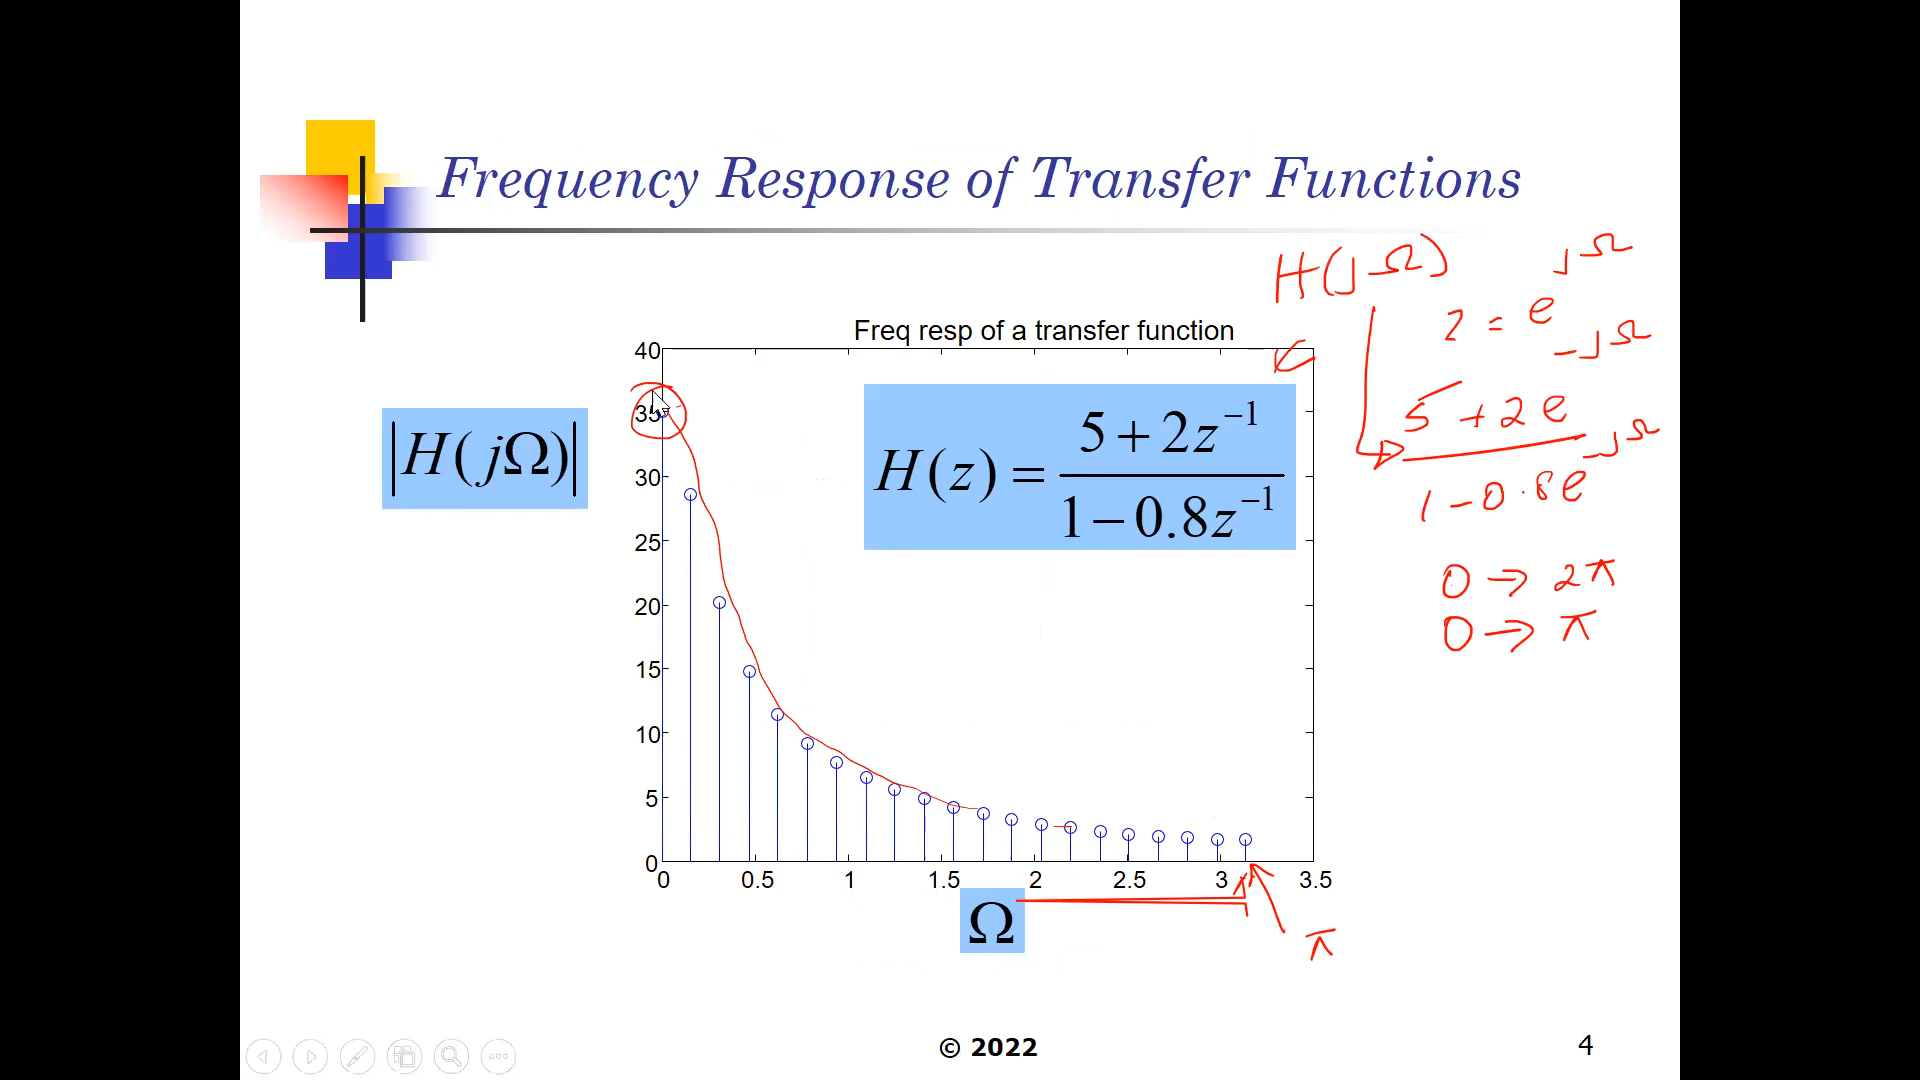 Frequency Response of Transfer Functions
H(jΩ)
z = e^{jΩ}
5 + 2e^{-jΩ}
1 - 0.8e^{-jΩ}
0 → 2π
0 → π
Freq resp of a transfer function
|H(jΩ)|
H(z) = \frac{5 + 2z^{-1}}{1 - 0.8z^{-1}}
40
35
30
25
20
15
10
5
0
0 0.5 1 1.5 2 2.5 3 3.5
Ω
π
© 2022
4